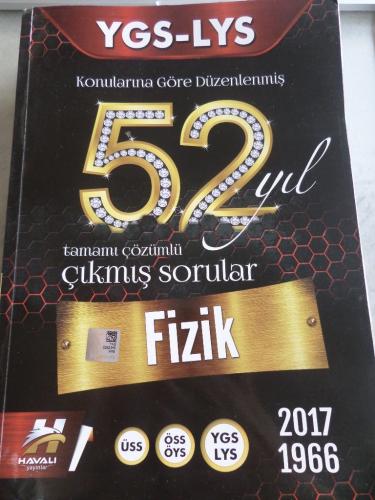 YGS-LYS
Konularına Göre Düzenlenmiş
52 yıl
tamamı çözümlü
çıkmış sorular
Fizik
HAVALI
yayınlar
ÜSS
ÖSS
ÖYS
YGS
LYS
2017
1966